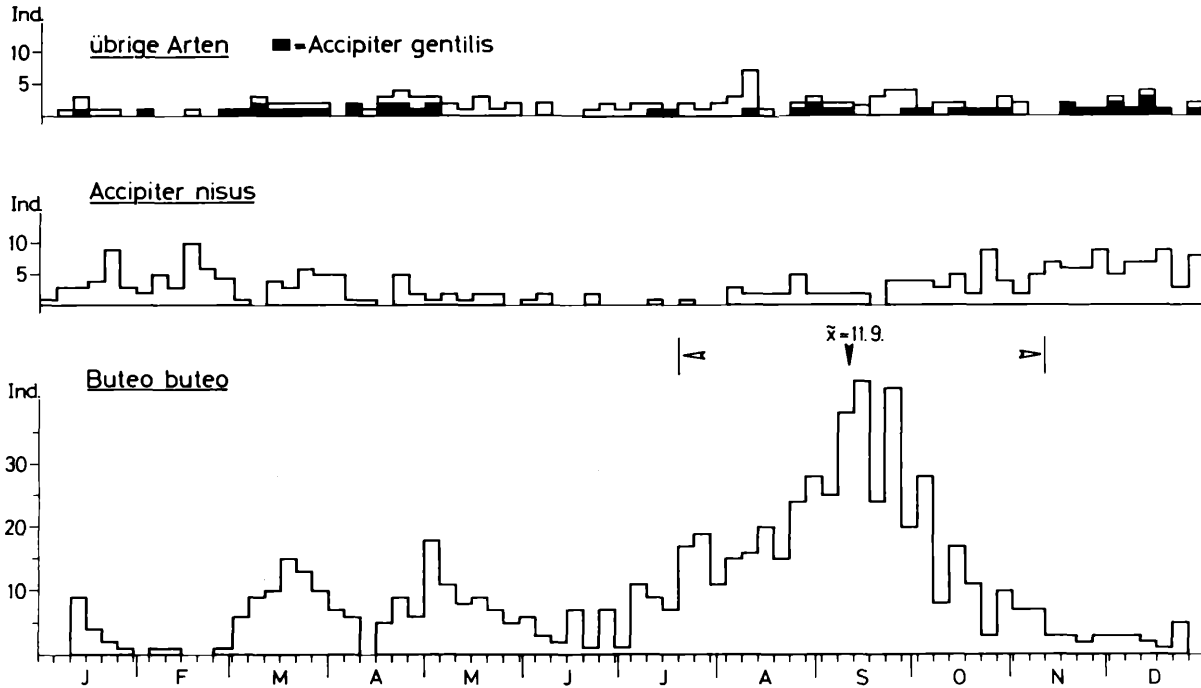 Ind.
übrige Arten ■=Accipiter gentilis
10
5
Accipiter nisus
Ind.
10
5
x̃=11.9.
Buteo buteo
Ind.
30
20
10
J F M A M J J A S O N D